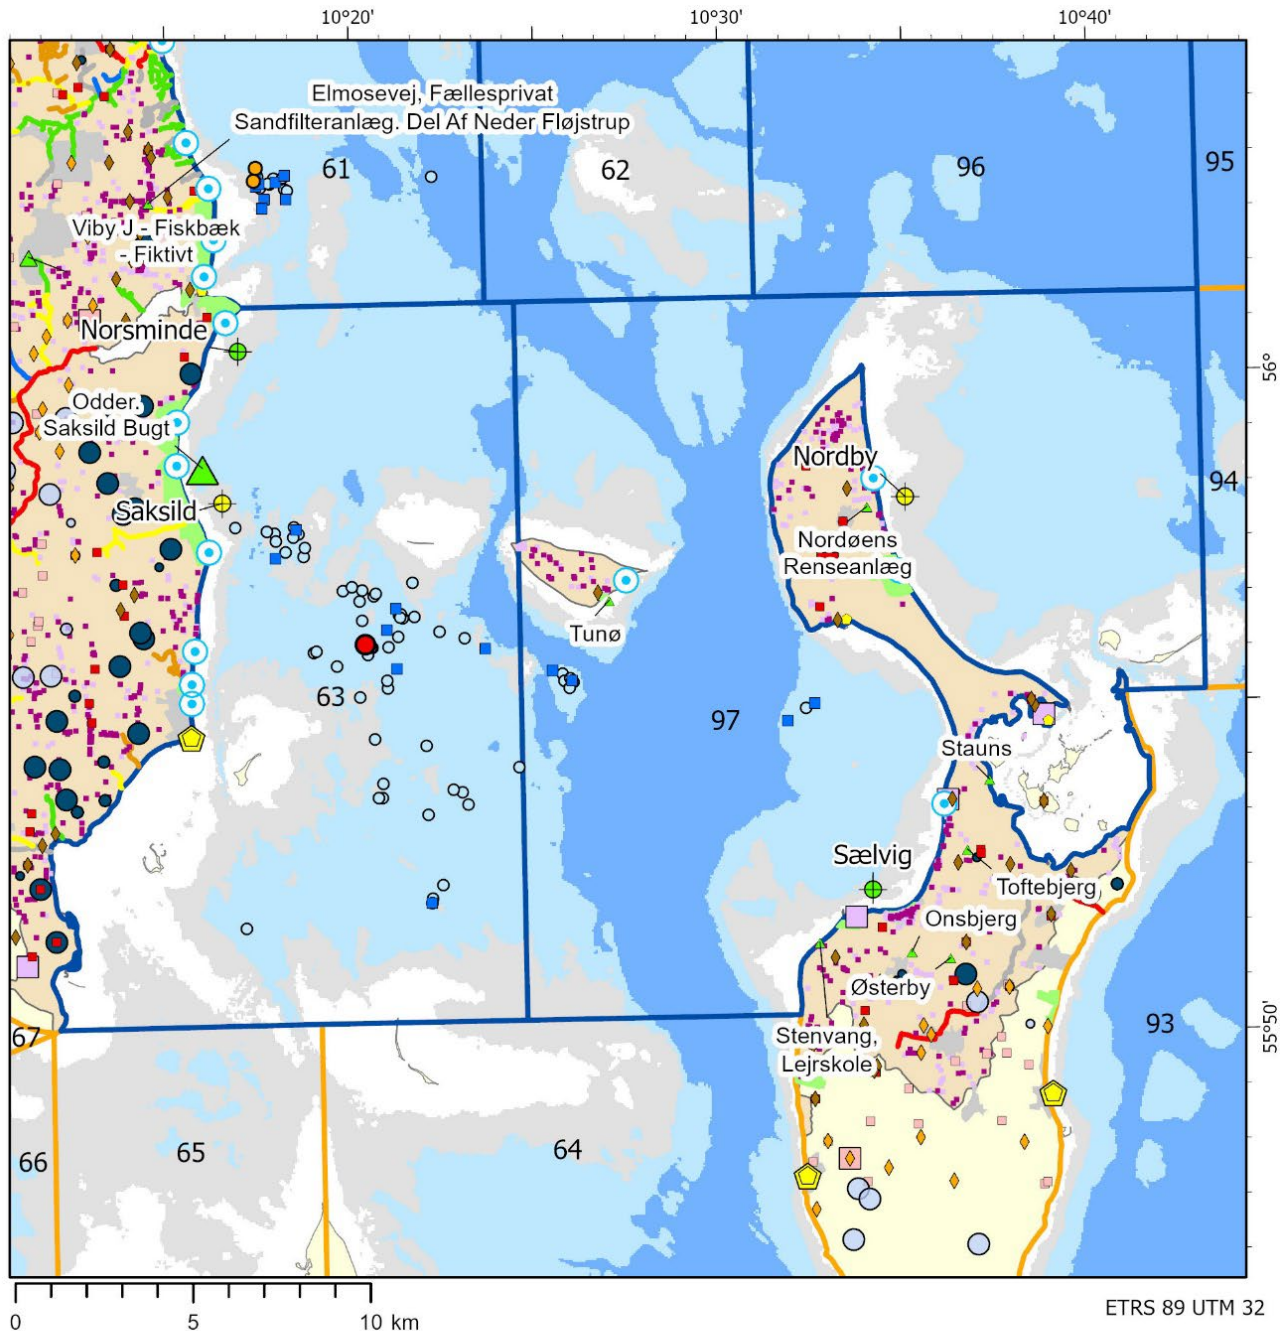 10°20'
10°30'
10°40'
Elmosevej, Fællesprivat
Sandfilteranlæg. Del Af Neder Fløjstrup
61
62
96
95
Viby J - Fiskbæk
- Fiktivt
Norsminde
56°
Odder.
Saksild Bugt
Saksild
Nordby
94
Nordøens
Renseanlæg
Tunø
63
97
Stauns
Sælvig
Toftebjerg
Onsbjerg
Østerby
93
55°50'
67
Stenvang,
Lejrskole
66
65
64
0
5
10 km
ETRS 89 UTM 32